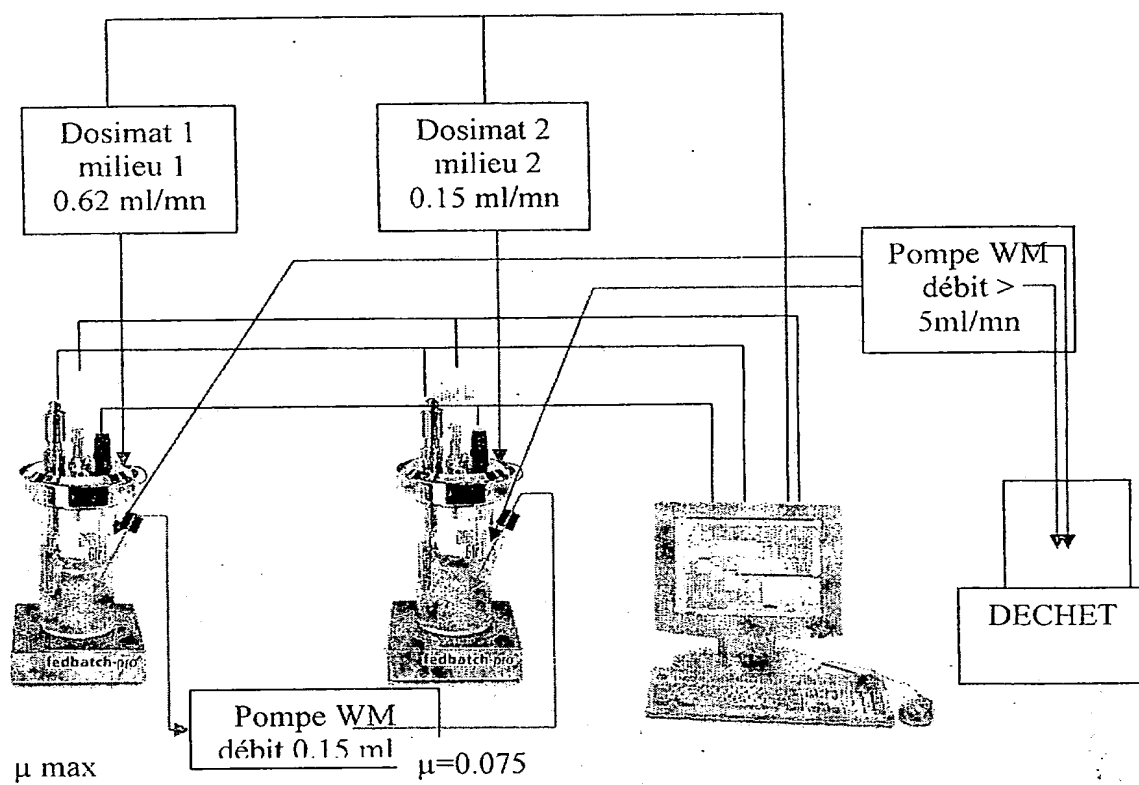 Dosimat 1
milieu 1
0.62 ml/mn
Dosimat 2
milieu 2
0.15 ml/mn
Pompe WM
débit >
5ml/mn
DECHET
fedbatch-pro
fedbatch-pro
Pompe WM
débit 0.15 ml
µ max
µ=0.075